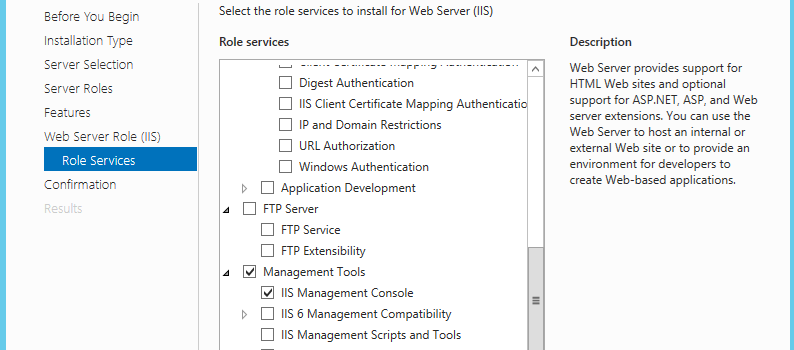 Before You Begin
Installation Type
Server Selection
Server Roles
Features
Web Server Role (IIS)
Role Services
Confirmation
Results
Select the role services to install for Web Server (IIS)
Role services
Client Certificate Mapping Authentication
Digest Authentication
IIS Client Certificate Mapping Authenticatio
IP and Domain Restrictions
URL Authorization
Windows Authentication
Application Development
FTP Server
FTP Service
FTP Extensibility
Management Tools
IIS Management Console
IIS 6 Management Compatibility
IIS Management Scripts and Tools
Description
Web Server provides support for
HTML Web sites and optional
support for ASP.NET, ASP, and Web
server extensions. You can use the
Web Server to host an internal or
external Web site or to provide an
environment for developers to
create Web-based applications.